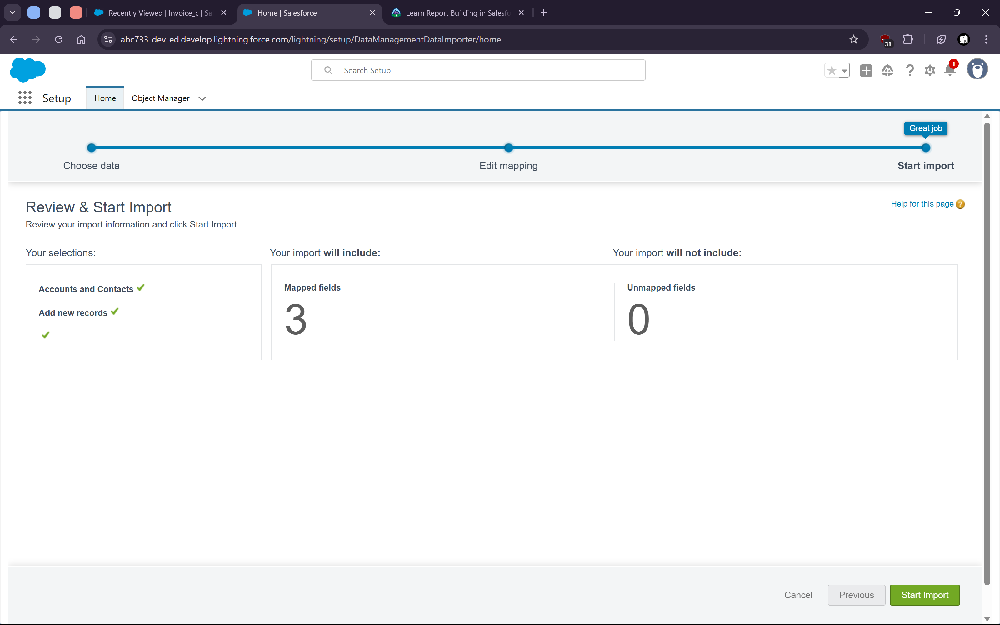 Recently Viewed | Invoice_c | Sa
Home | Salesforce
Learn Report Building in Salesfo
abc733-dev-ed.develop.lightning.force.com/lightning/setup/DataManagementDataImporter/home
31
Search Setup
1
Setup
Home
Object Manager
Great job
Choose data
Edit mapping
Start import
Review & Start Import
Help for this page
Review your import information and click Start Import.
Your selections:
Your import will include:
Your import will not include:
Accounts and Contacts
Mapped fields
Unmapped fields
Add new records
3
0
Cancel
Previous
Start Import